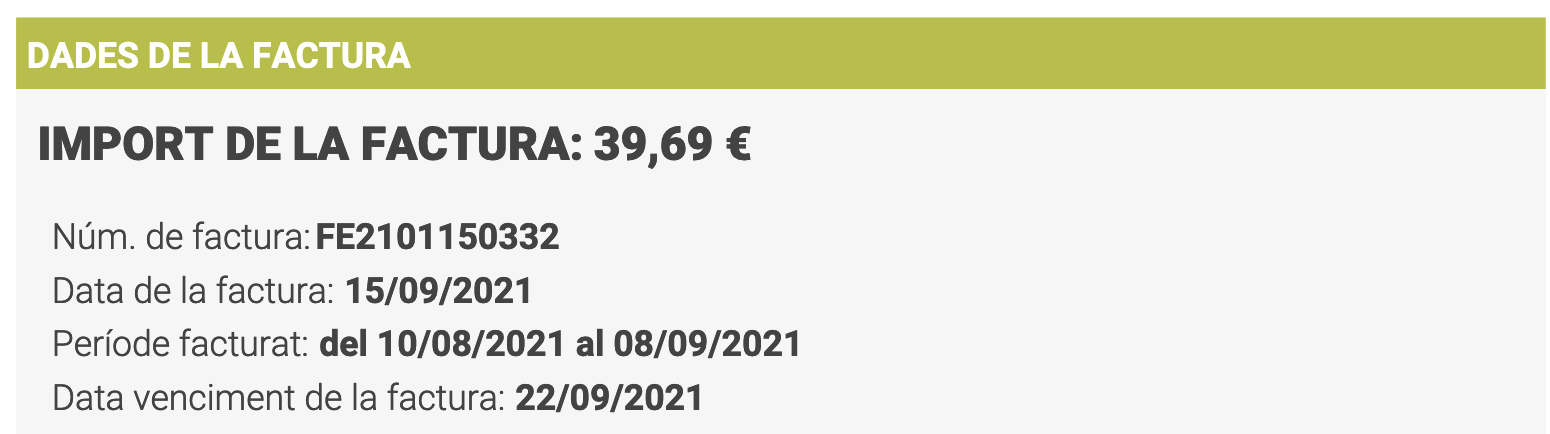 DADES DE LA FACTURA
IMPORT DE LA FACTURA: 39,69 €
Núm. de factura: FE2101150332
Data de la factura: 15/09/2021
Període facturat: del 10/08/2021 al 08/09/2021
Data venciment de la factura: 22/09/2021